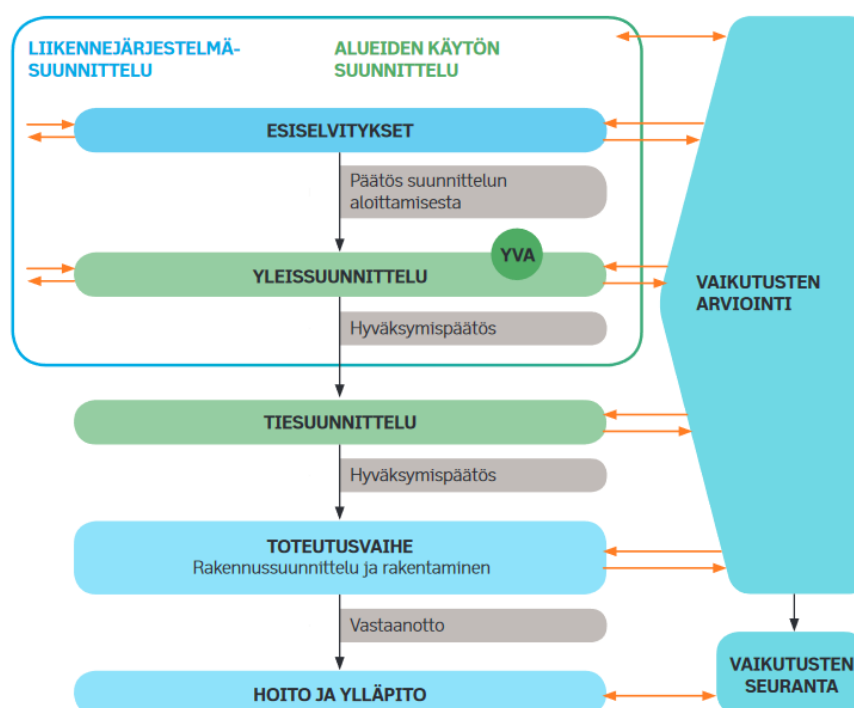 LIIKENNEJÄRJESTELMÄ-
SUUNNITTELU
ALUEIDEN KÄYTÖN
SUUNNITTELU
ESISELVITYKSET
Päätös suunnittelun
aloittamisesta
YVA
YLEISSUUNNITTELU
Hyväksymispäätös
VAIKUTUSTEN
ARVIOINTI
TIESUUNNITTELU
Hyväksymispäätös
TOTEUTUSVAIHE
Rakennussuunnittelu ja rakentaminen
Vastaanotto
HOITO JA YLLÄPITO
VAIKUTUSTEN
SEURANTA